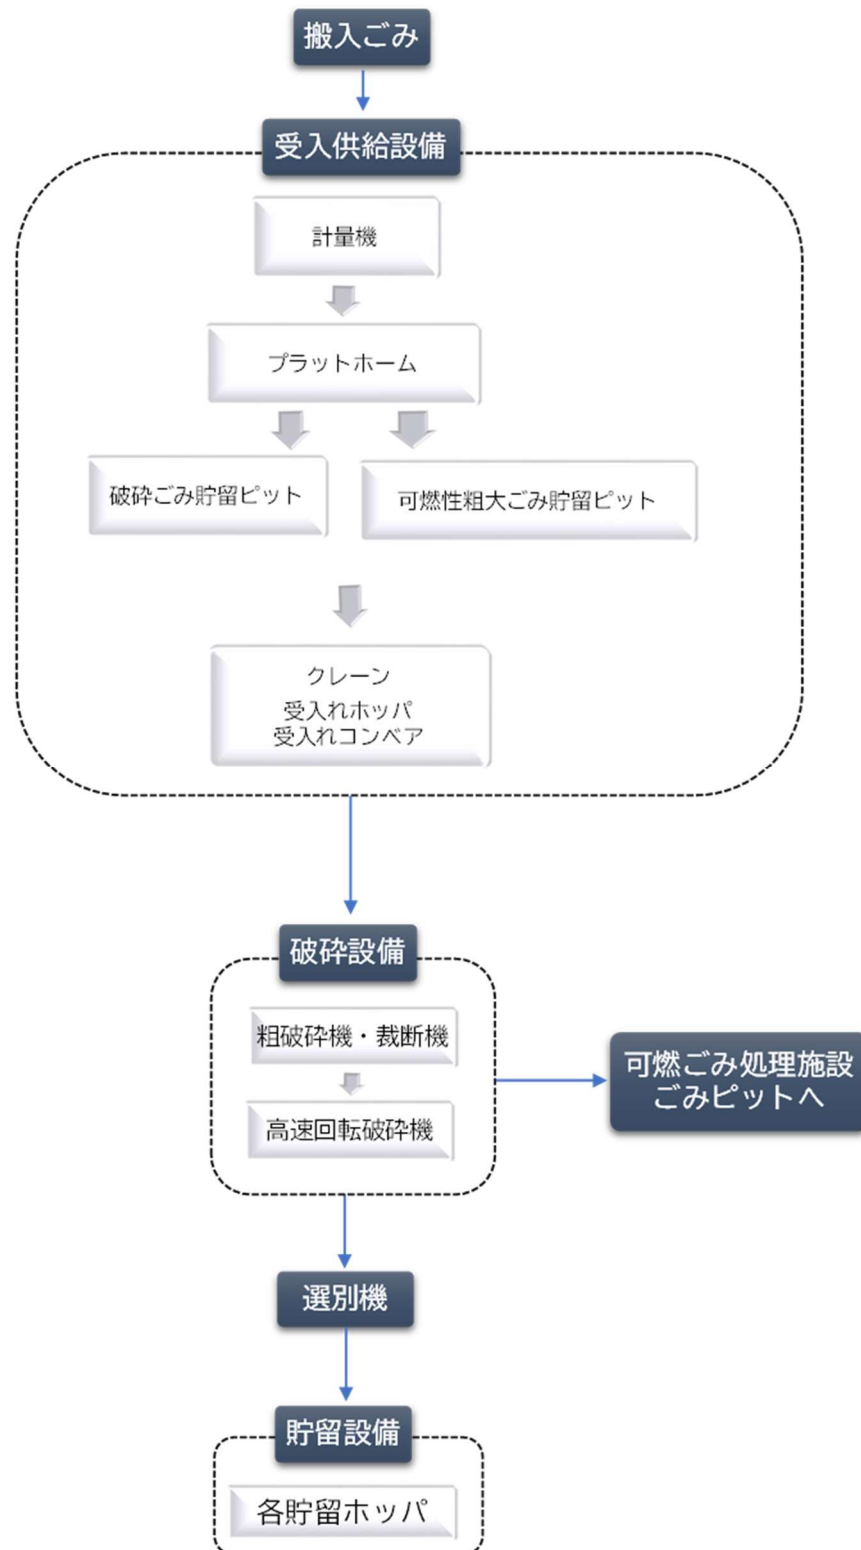 搬入ごみ
受入供給設備
計量機
プラットホーム
破砕ごみ貯留ピット
可燃性粗大ごみ貯留ピット
クレーン
受入れホッパ
受入れコンベア
破砕設備
粗破砕機・裁断機
高速回転破砕機
可燃ごみ処理施設
ごみピットへ
選別機
貯留設備
各貯留ホッパ